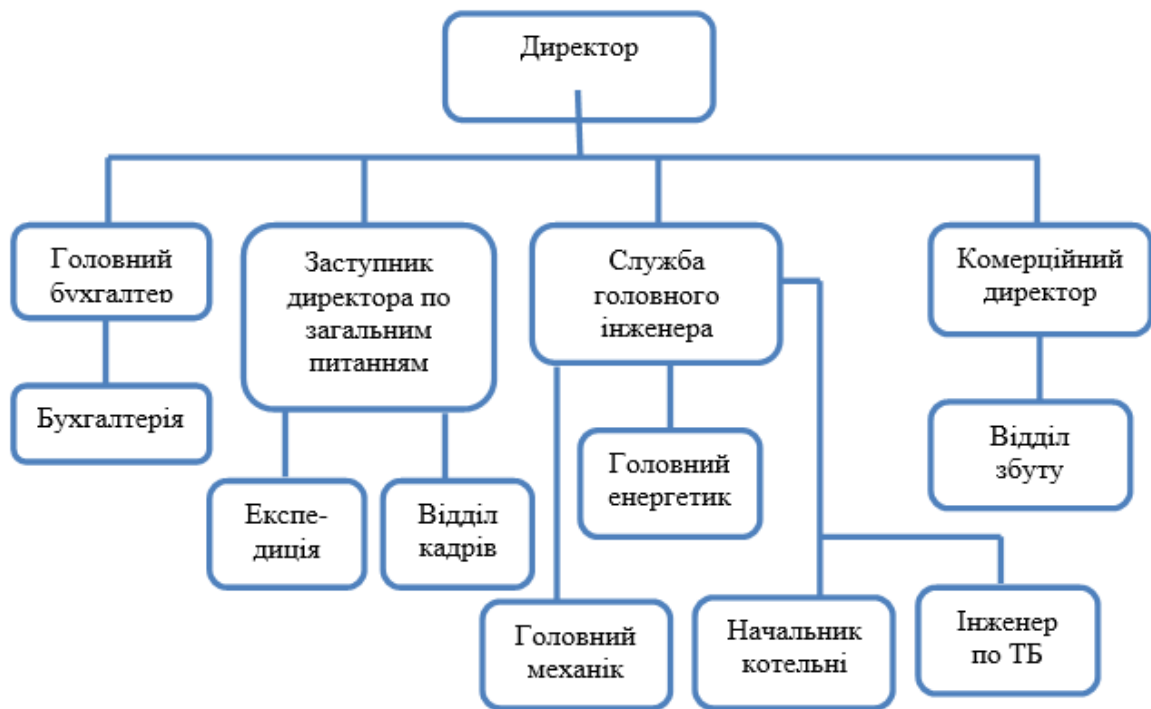 Директор
Головний
бухгалтер
Заступник
директора по
загальним
питанням
Служба
головного
інженера
Комерційний
директор
Бухгалтерія
Експе-
диція
Відділ
кадрів
Головний
енергетик
Відділ
збуту
Головний
механік
Начальник
котельні
Інженер
по ТБ